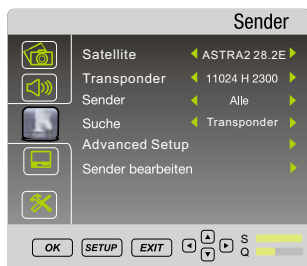 Sender
Satellite ASTRA2 28.2E
Transponder 11024 H 2300
Sender Alle
Suche Transponder
Advanced Setup
Sender bearbeiten
OK SETUP EXIT S
Q